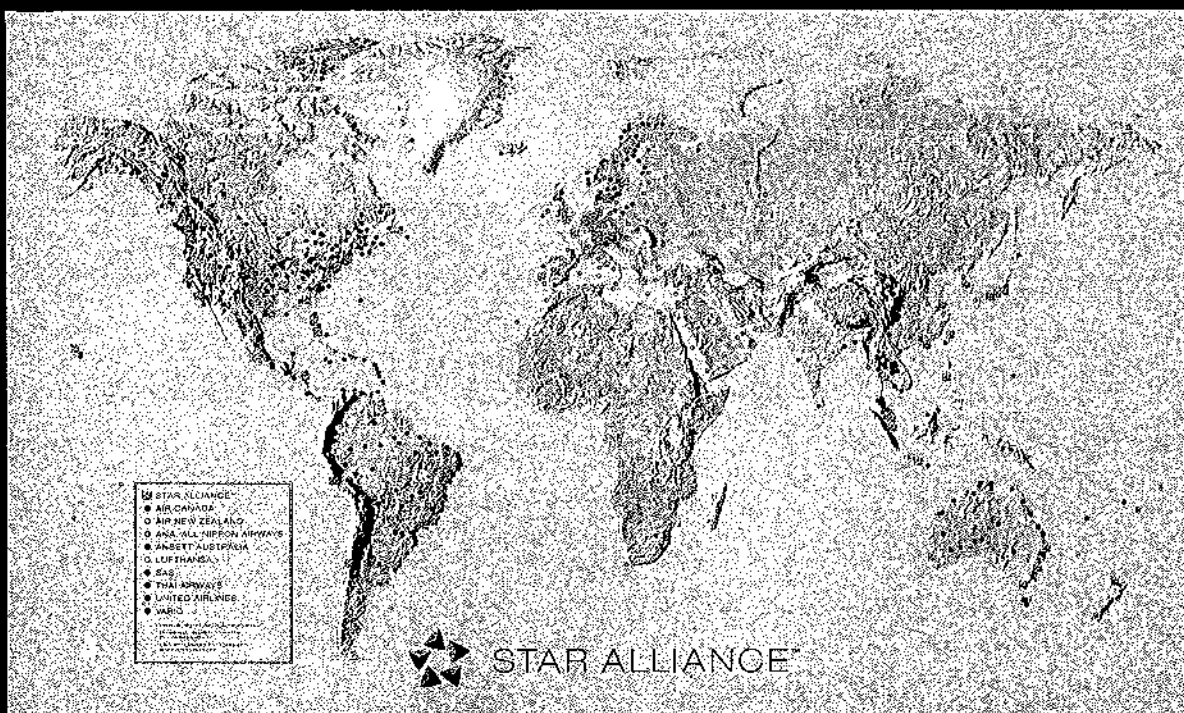 STAR ALLIANCE
AIR CANADA
AIR NEW ZEALAND
ANA-ALL NIPPON AIRWAYS
ANSETT AUSTRALIA
LUFTHANSA
SAS
THAI AIRWAYS
UNITED AIRLINES
VARIG
STAR ALLIANCE™